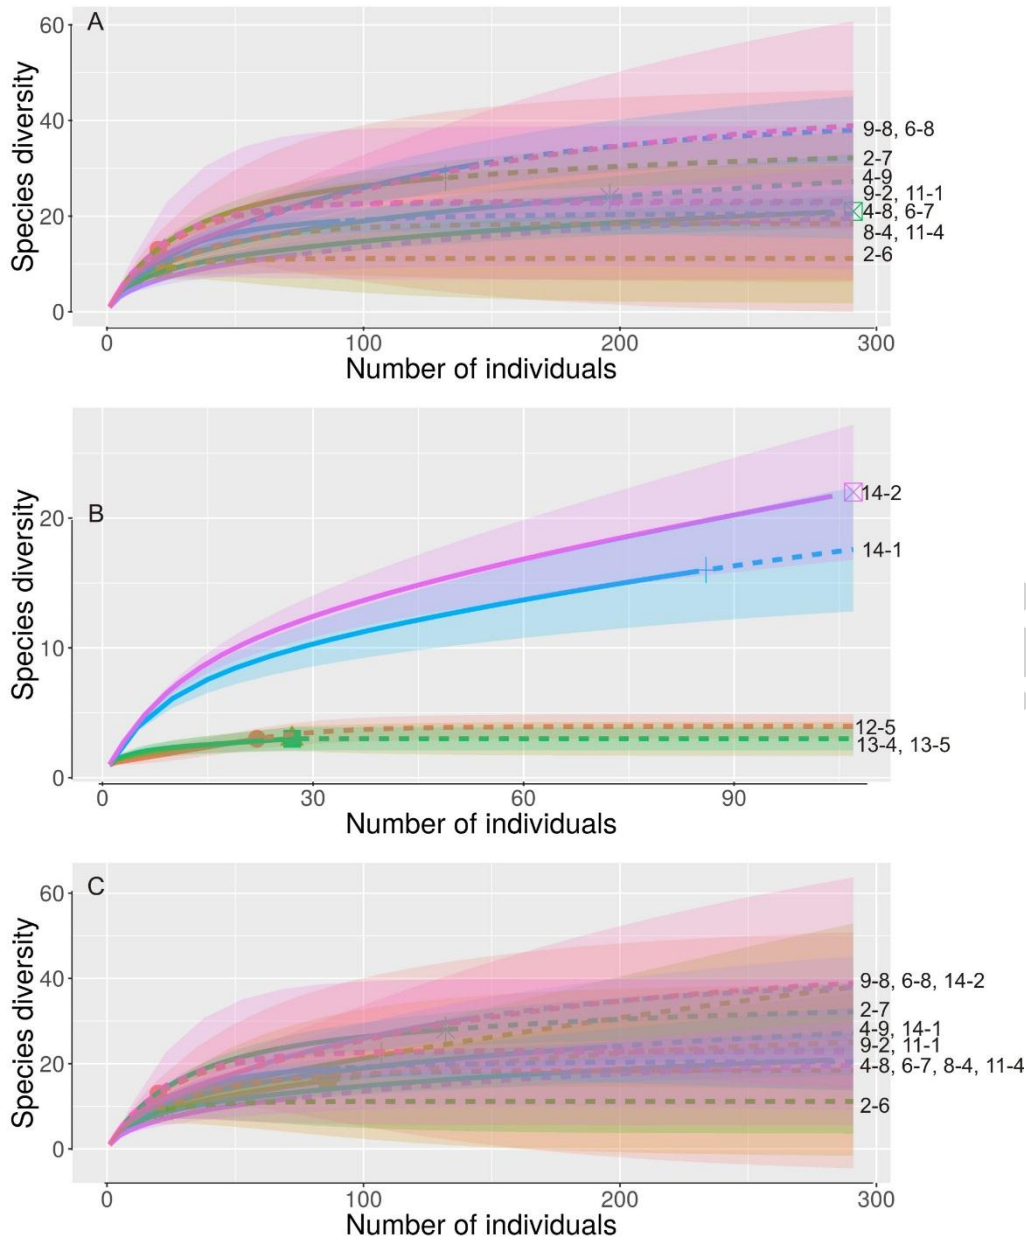 A
Species diversity
60
40
20
0
9-8, 6-8
2-7
4-9
9-2, 11-1
4-8, 6-7
8-4, 11-4
2-6
0 100 200 300
Number of individuals
B
Species diversity
20
10
0
14-2
14-1
12-5
13-4, 13-5
0 30 60 90
Number of individuals
C
Species diversity
60
40
20
0
9-8, 6-8, 14-2
2-7
4-9, 14-1
9-2, 11-1
4-8, 6-7, 8-4, 11-4
2-6
0 100 200 300
Number of individuals